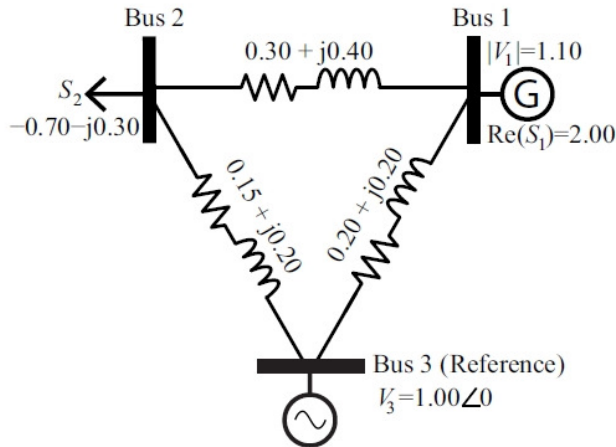 Bus 2
Bus 1
0.30 + j0.40
|V₁|=1.10
S₂
G
−0.70−j0.30
Re(S₁)=2.00
0.15 + j0.20
0.20 + j0.20
Bus 3 (Reference)
V₃=1.00∠0